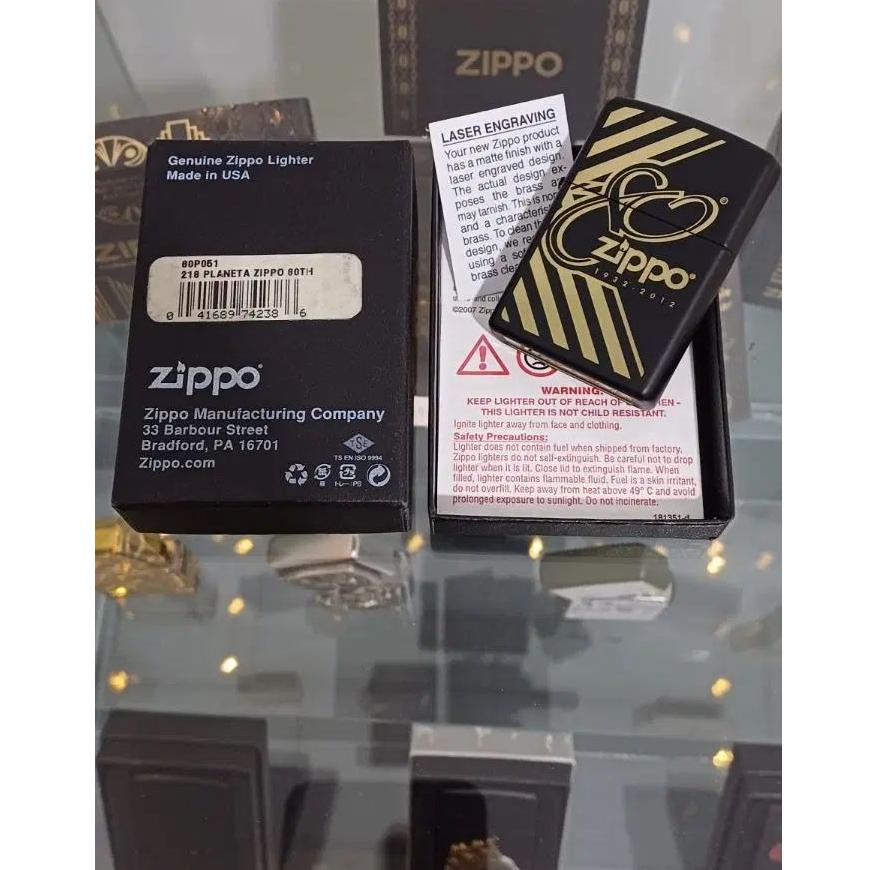 ZIPPO
Genuine Zippo Lighter
Made in USA
80P051
218 PLANETA ZIPPO 80TH
0 41689 74238 6
zippo
Zippo Manufacturing Company
33 Barbour Street
Bradford, PA 16701
Zippo.com
TSE
TS EN ISO 9994
LASER ENGRAVING
Your new Zippo product
has a matte finish with a
laser engraved design.
The actual design ex-
poses the brass
may tarnish. This is
and a
brass. To clean
design, we
using a
brass
©2007
zippo®
1932-2012
WARNING:
KEEP LIGHTER OUT OF REACH OF
THIS LIGHTER IS NOT CHILD RESISTANT.
Ignite lighter away from face and clothing.
Safety Precautions:
Lighter does not contain fuel when shipped from factory.
Zippo lighters do not self-extinguish. Be careful not to drop
lighter when it is lit. Close lid to extinguish flame. When
filled, lighter contains flammable fluid. Fuel is a skin irritant,
do not overfill. Keep away from heat above 49° C and avoid
prolonged exposure to sunlight. Do not incinerate.